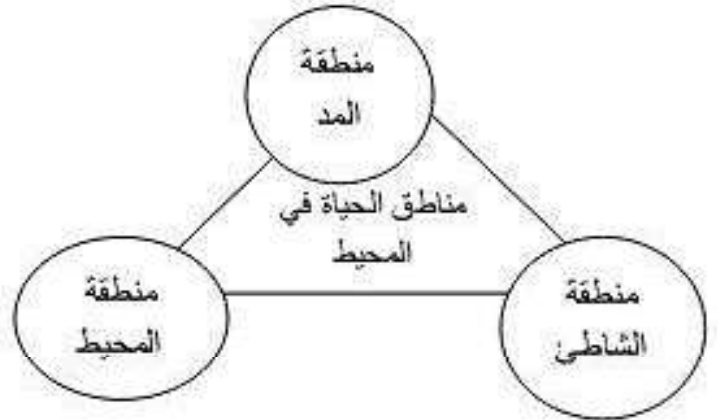 منطقة
المد
مناطق الحياة في
المحيط
منطقة
الشاطئ
منطقة
المحيط